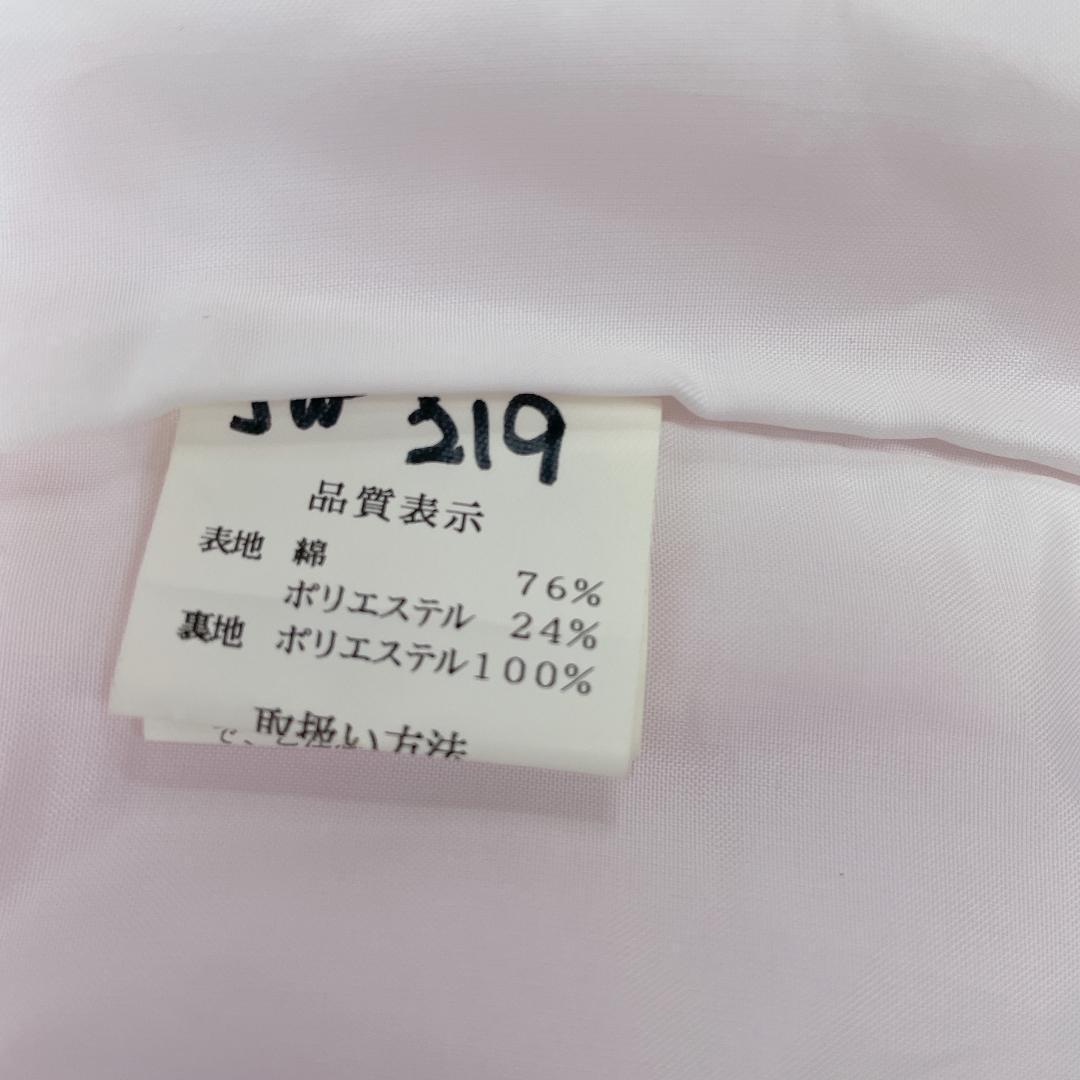 319
品質表示
表地 綿 76%
ポリエステル 24%
裏地 ポリエステル100%
取扱い方法